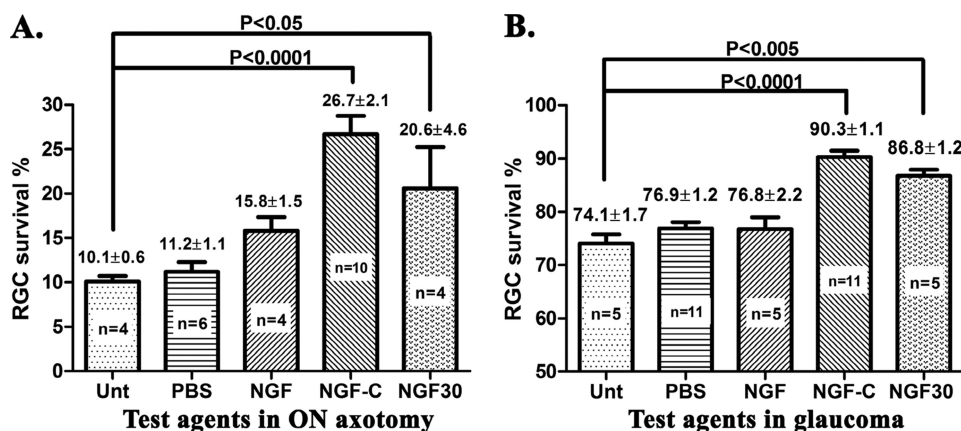 A.
P<0.05
P<0.0001
RGC survival %
30
25
20
15
10
5
0
10.1±0.6
11.2±1.1
15.8±1.5
26.7±2.1
20.6±4.6
n=4
n=6
n=4
n=10
n=4
Unt PBS NGF NGF-C NGF30
Test agents in ON axotomy
B.
P<0.005
P<0.0001
RGC survival %
100
90
80
70
60
50
74.1±1.7
76.9±1.2
76.8±2.2
90.3±1.1
86.8±1.2
n=5
n=11
n=5
n=11
n=5
Unt PBS NGF NGF-C NGF30
Test agents in glaucoma